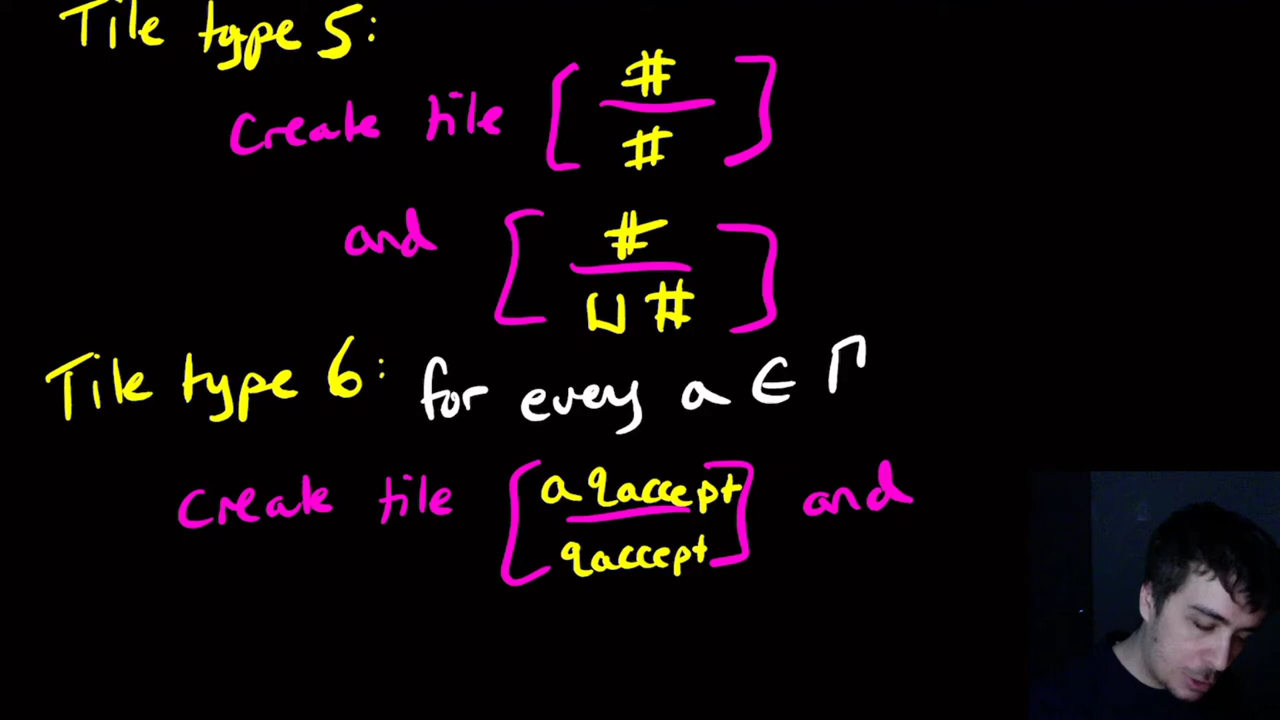 Tile type 5:
create tile [ # / # ]
and [ # / ⊔ # ]
Tile type 6: for every a ∈ Γ
create tile [ a qaccept / qaccept ] and